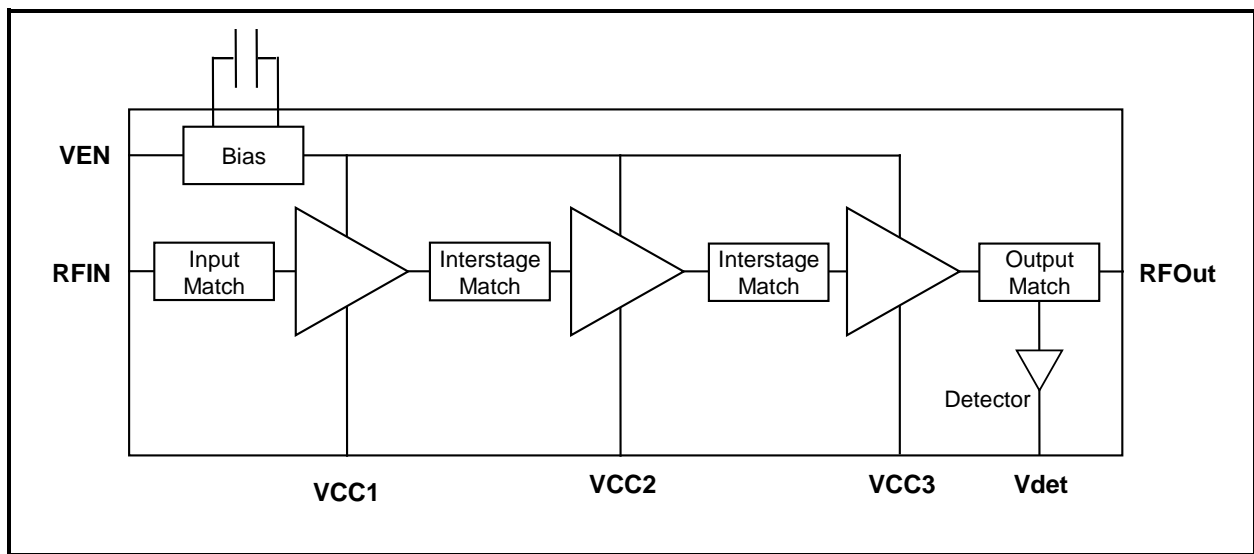 VEN
Bias
RFIN
Input
Match
Interstage
Match
Interstage
Match
Output
Match
RFOut
Detector
VCC1
VCC2
VCC3
Vdet